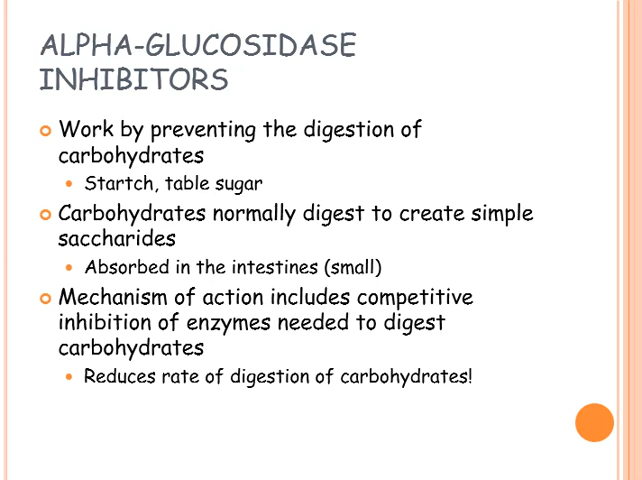 ALPHA-GLUCOSIDASE
INHIBITORS
Work by preventing the digestion of
carbohydrates
Startch, table sugar
Carbohydrates normally digest to create simple
saccharides
Absorbed in the intestines (small)
Mechanism of action includes competitive
inhibition of enzymes needed to digest
carbohydrates
Reduces rate of digestion of carbohydrates!